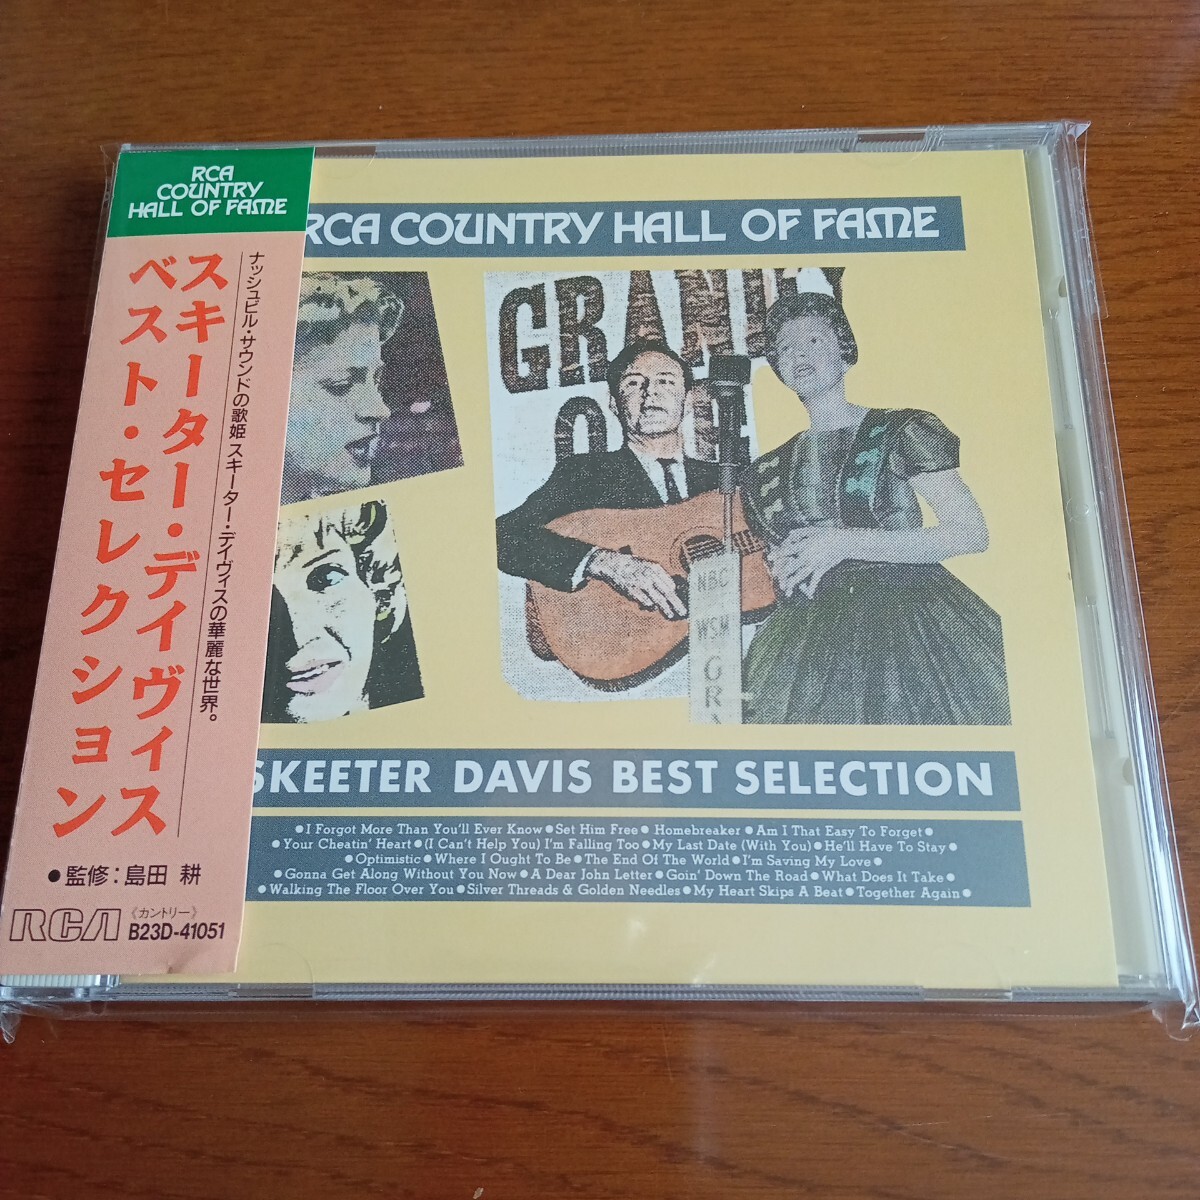 RCA
COUNTRY
HALL OF FAME
ナッシュビル・サウンドの歌姫 スキーター・デイヴィスの華麗な世界。
スキーター・デイヴィス
ベスト・セレクション
●監修:島田 耕
RCA
《カントリー》
B23D-41051
RCA COUNTRY HALL OF FAME
GRAND
NBC
WSM
GR
SKEETER DAVIS BEST SELECTION
●I Forgot More Than You'll Ever Know●Set Him Free● Homebreaker●Am I That Easy To Forget●
●Your Cheatin' Heart●(I Can't Help You) I'm Falling Too●My Last Date (With You)●He'll Have To Stay●
Optimistic●Where I Ought To Be●The End Of The World●I'm Saving My Love●
●Gonna Get Along Without You Now●A Dear John Letter●Goin' Down The Road●What Does It Take●
●Walking The Floor Over You●Silver Threads & Golden Needles●My Heart Skips A Beat●Together Again●